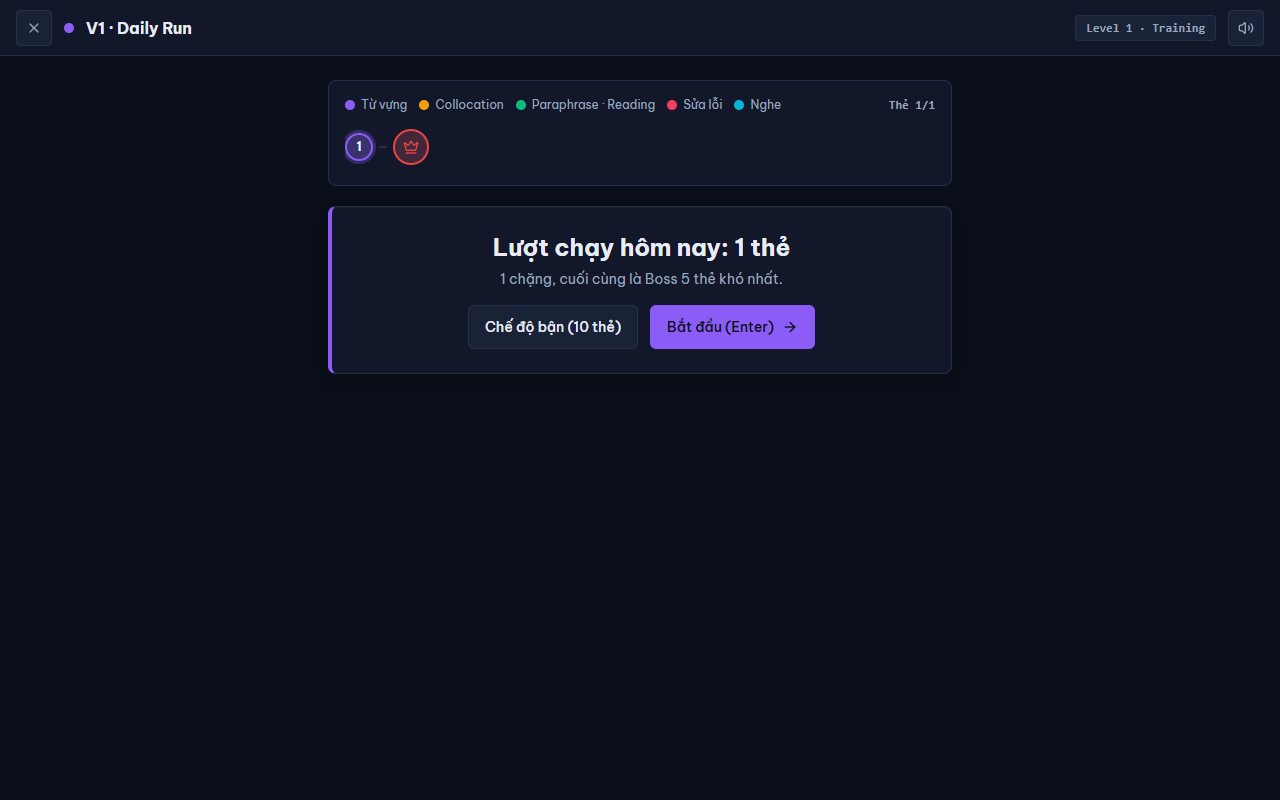 V1 · Daily Run
Level 1 · Training
Từ vựng
Collocation
Paraphrase · Reading
Sửa lỗi
Nghe
Thẻ 1/1
1
Lượt chạy hôm nay: 1 thẻ
1 chặng, cuối cùng là Boss 5 thẻ khó nhất.
Chế độ bận (10 thẻ)
Bắt đầu (Enter) →